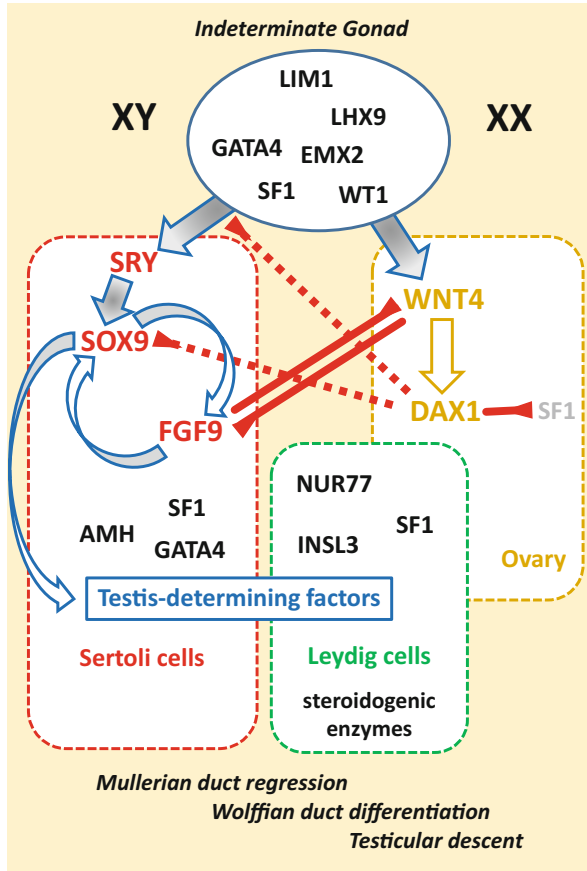 Indeterminate Gonad
XY
XX
LIM1
LHX9
GATA4
EMX2
SF1
WT1
SRY
SOX9
FGF9
WNT4
DAX1
SF1
SF1
AMH
GATA4
NUR77
SF1
INSL3
Ovary
Testis-determining factors
Sertoli cells
Leydig cells
steroidogenic
enzymes
Mullerian duct regression
Wolffian duct differentiation
Testicular descent